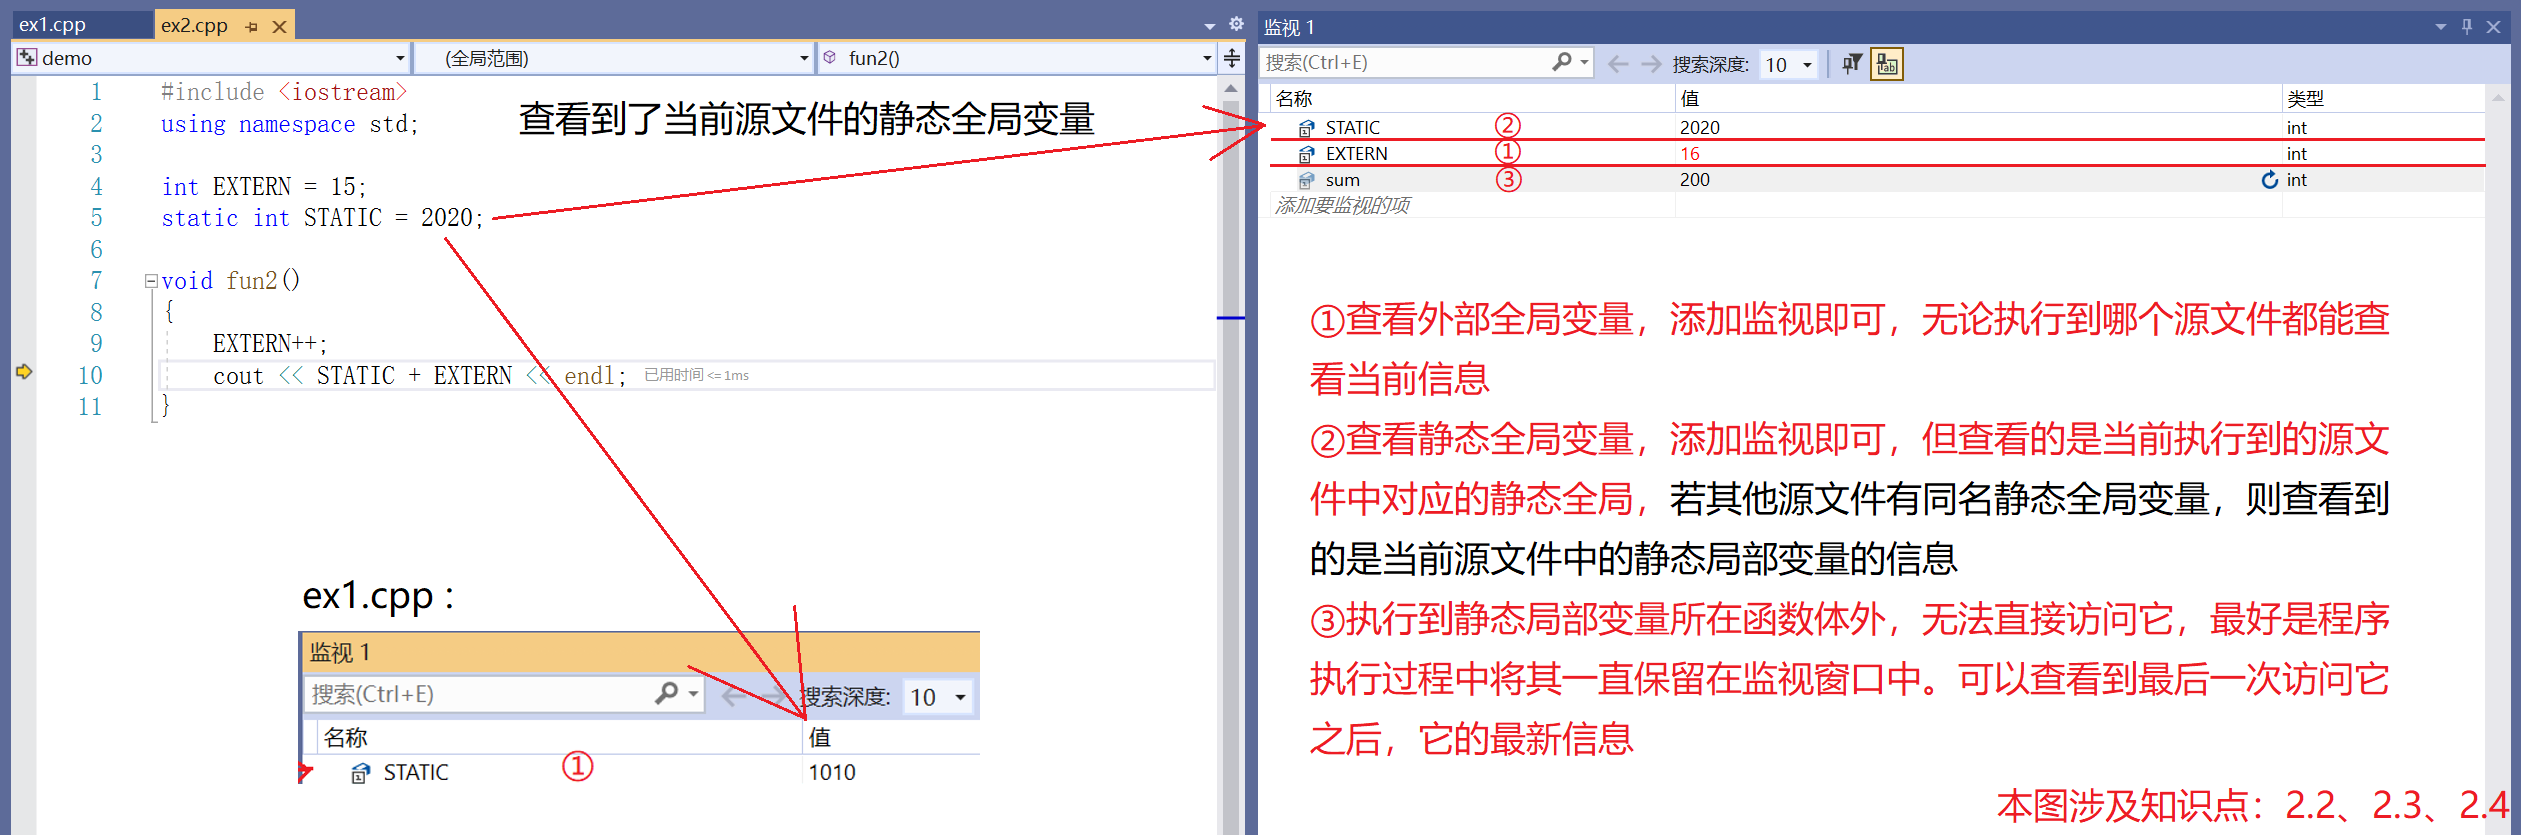 ex1.cpp
ex2.cpp
demo
(全局范围)
fun2()
1 #include <iostream>
2 using namespace std;
3
4 int EXTERN = 15;
5 static int STATIC = 2020;
6
7 void fun2()
8 {
9 EXTERN++;
10 cout << STATIC + EXTERN << endl; 已用时间 <= 1ms
11 }
查看到了当前源文件的静态全局变量
ex1.cpp：
监视 1
搜索(Ctrl+E)
搜索深度: 10
名称 值
STATIC ① 1010
监视 1
搜索(Ctrl+E)
搜索深度: 10
名称 值 类型
STATIC ② 2020 int
EXTERN ① 16 int
sum ③ 200 int
添加要监视的项
①查看外部全局变量，添加监视即可，无论执行到哪个源文件都能查
看当前信息
②查看静态全局变量，添加监视即可，但查看的是当前执行到的源文
件中对应的静态全局，若其他源文件有同名静态全局变量，则查看到
的是当前源文件中的静态局部变量的信息
③执行到静态局部变量所在函数体外，无法直接访问它，最好是程序
执行过程中将其一直保留在监视窗口中。可以查看到最后一次访问它
之后，它的最新信息
本图涉及知识点：2.2、2.3、2.4